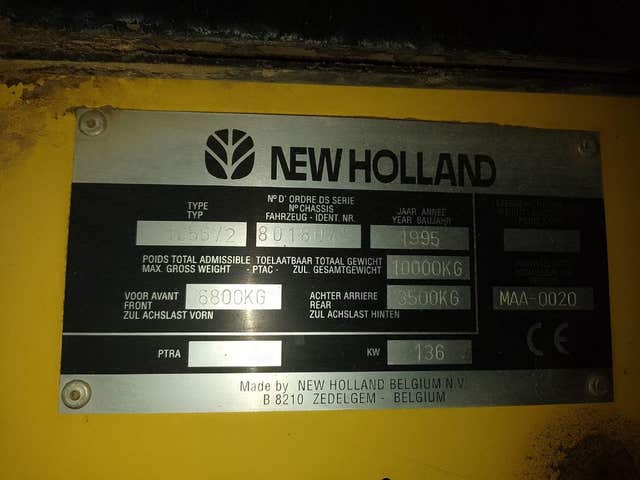 NEW HOLLAND
N° D' ORDRE DS SERIE
TYPE N° CHASSIS JAAR ANNEE
TYP FAHRZEUG - IDENT. NR. YEAR BAUJAHR
1995
POIDS TOTAL ADMISSIBLE TOELAATBAAR TOTAAL GEWICHT
MAX. GROSS WEIGHT - PTAC - ZUL. GESAMTGEWICHT 10000KG
VOOR AVANT 6800KG ACHTER ARRIERE 3500KG
FRONT REAR
ZUL ACHSLAST VORN ZUL ACHSLAST HINTEN
MAA-0020
PTRA KW 136
CE
Made by NEW HOLLAND BELGIUM N.V.
B 8210 ZEDELGEM - BELGIUM